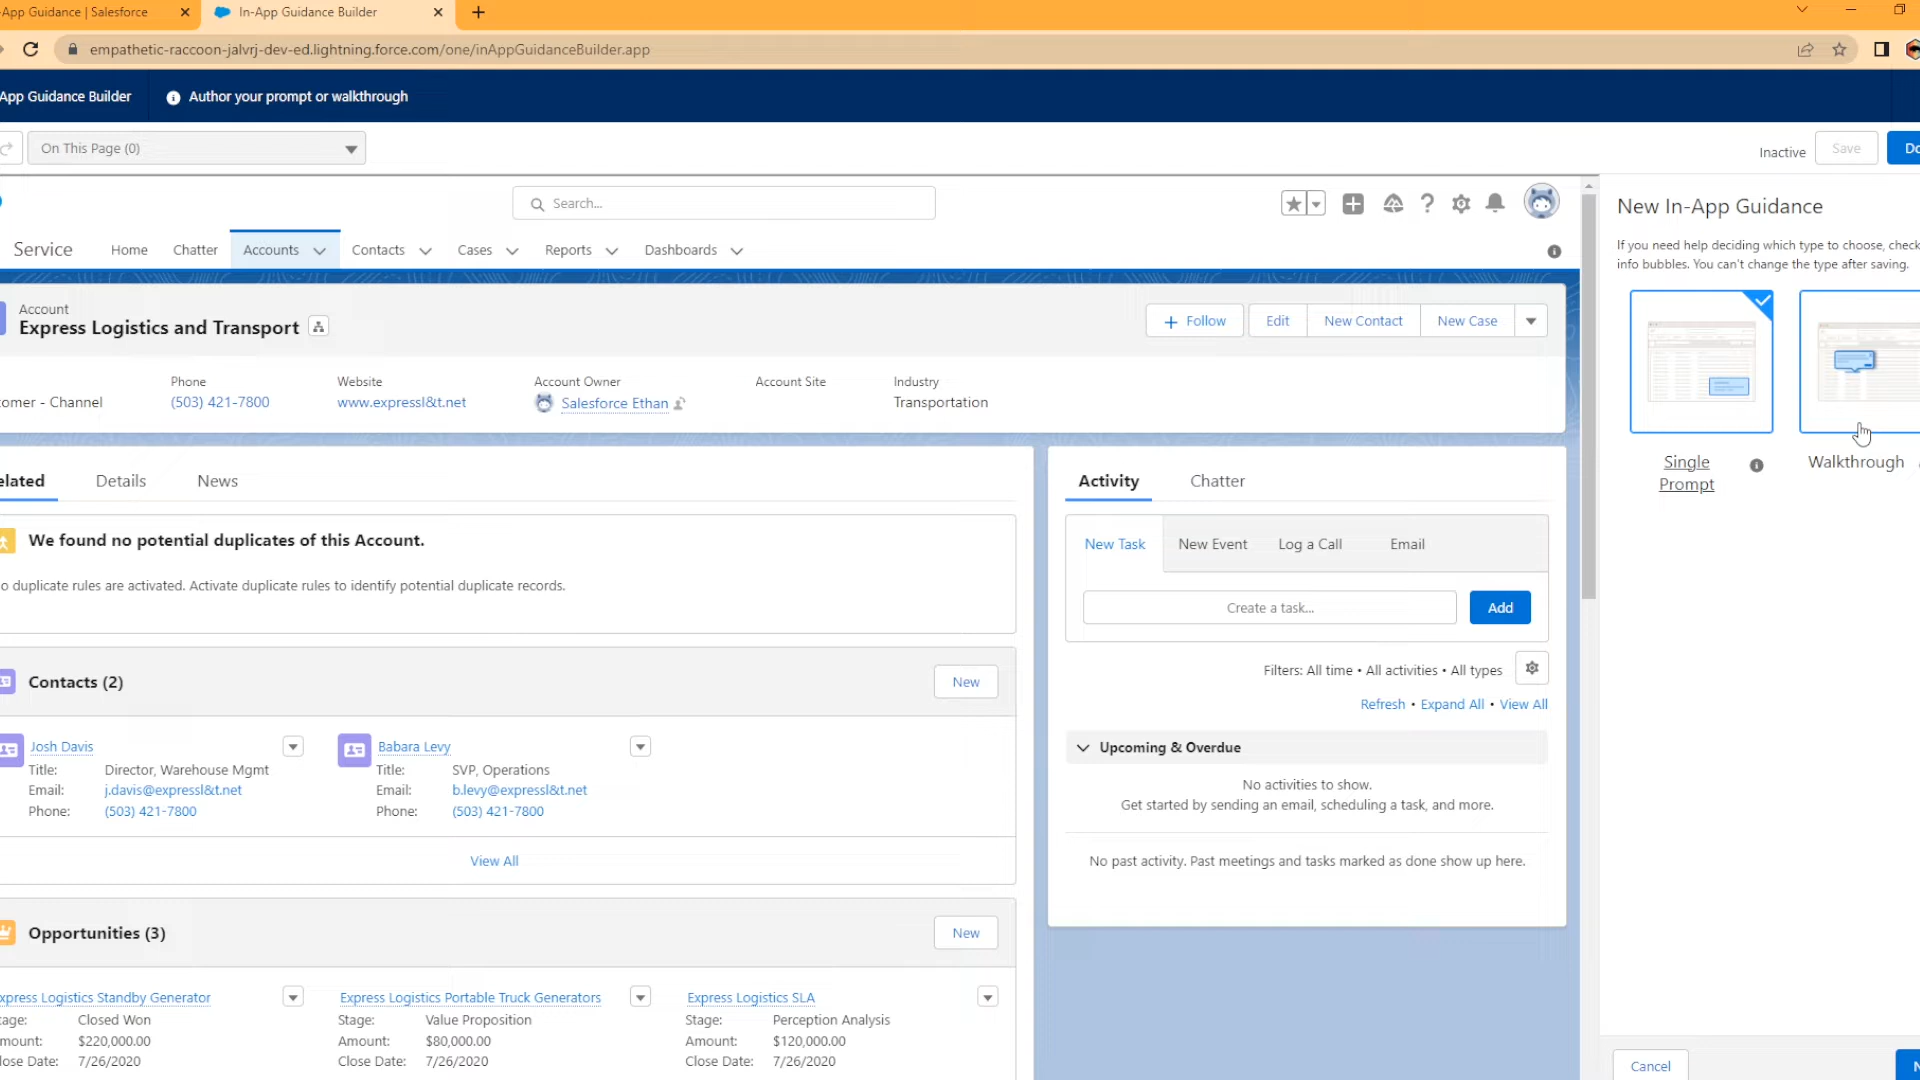 App Guidance | Salesforce
In-App Guidance Builder
empathetic-raccoon-jalvrj-dev-ed.lightning.force.com/one/inAppGuidanceBuilder.app
App Guidance Builder
Author your prompt or walkthrough
On This Page (0)
Inactive
Save
Do
Search...
Service
Home
Chatter
Accounts
Contacts
Cases
Reports
Dashboards
New In-App Guidance
If you need help deciding which type to choose, check
info bubbles. You can't change the type after saving.
Single
Prompt
Walkthrough
Account
Express Logistics and Transport
Follow
Edit
New Contact
New Case
Phone
Website
Account Owner
Account Site
Industry
tomer - Channel
(503) 421-7800
www.expressl&t.net
Salesforce Ethan
Transportation
elated
Details
News
We found no potential duplicates of this Account.
o duplicate rules are activated. Activate duplicate rules to identify potential duplicate records.
Contacts (2)
New
Josh Davis
Title: Director, Warehouse Mgmt
Email: j.davis@expressl&t.net
Phone: (503) 421-7800
Babara Levy
Title: SVP, Operations
Email: b.levy@expressl&t.net
Phone: (503) 421-7800
View All
Opportunities (3)
New
xpress Logistics Standby Generator
tage: Closed Won
mount: $220,000.00
lose Date: 7/26/2020
Express Logistics Portable Truck Generators
Stage: Value Proposition
Amount: $80,000.00
Close Date: 7/26/2020
Express Logistics SLA
Stage: Perception Analysis
Amount: $120,000.00
Close Date: 7/26/2020
Activity
Chatter
New Task
New Event
Log a Call
Email
Create a task...
Add
Filters: All time • All activities • All types
Refresh • Expand All • View All
Upcoming & Overdue
No activities to show.
Get started by sending an email, scheduling a task, and more.
No past activity. Past meetings and tasks marked as done show up here.
Cancel